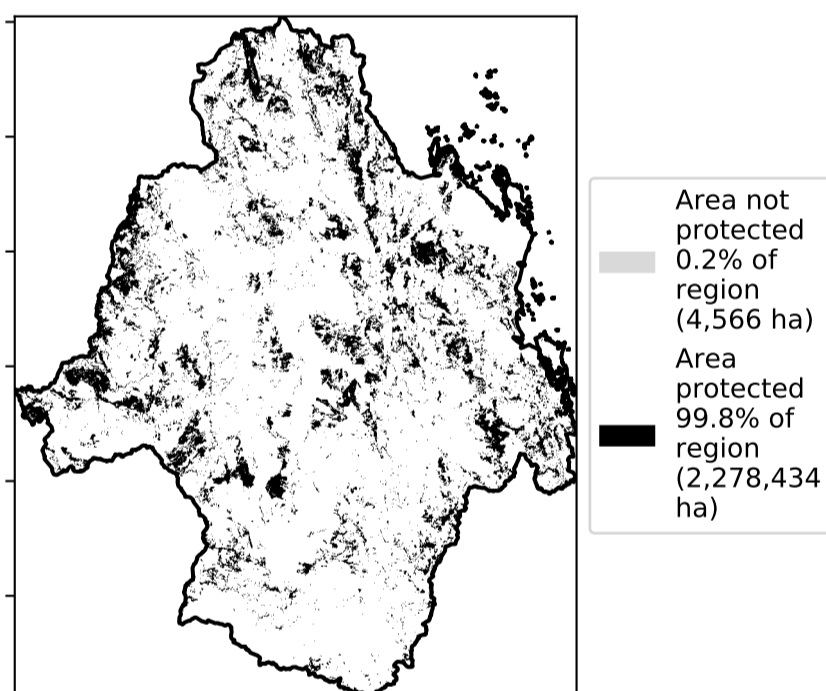 Area not
protected
0.2% of
region
(4,566 ha)
Area
protected
99.8% of
region
(2,278,434
ha)